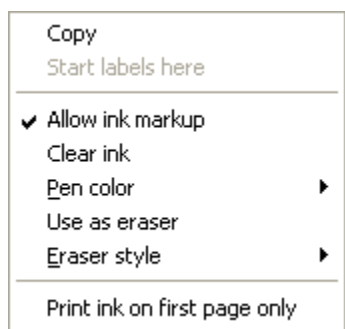 Copy
Start labels here
Allow ink markup
Clear ink
Pen color
Use as eraser
Eraser style
Print ink on first page only